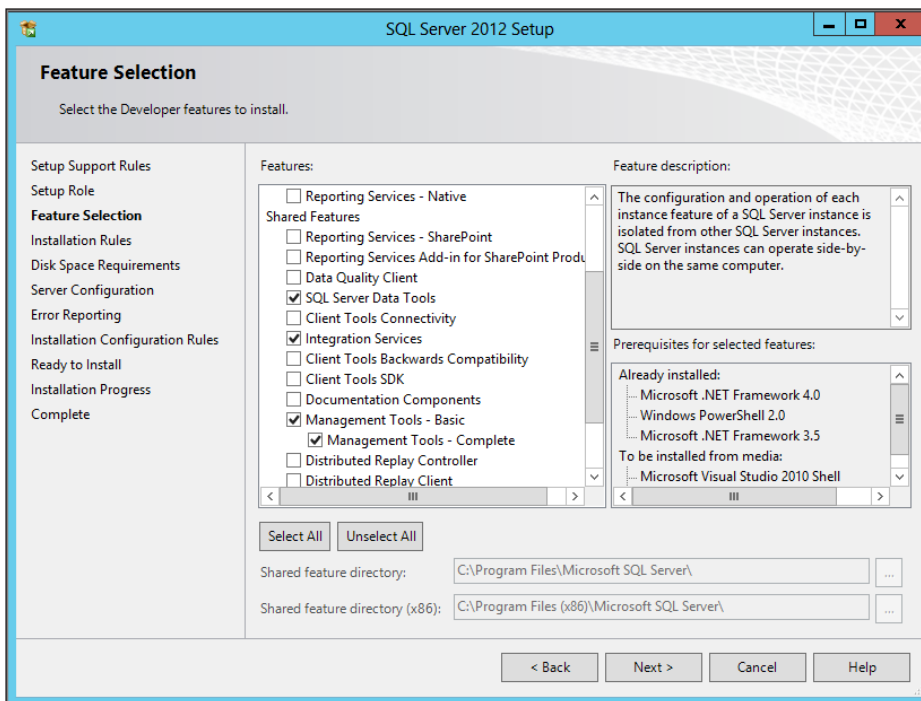 SQL Server 2012 Setup
Feature Selection
Select the Developer features to install.
Setup Support Rules
Setup Role
Feature Selection
Installation Rules
Disk Space Requirements
Server Configuration
Error Reporting
Installation Configuration Rules
Ready to Install
Installation Progress
Complete
Features:
Reporting Services - Native
Shared Features
Reporting Services - SharePoint
Reporting Services Add-in for SharePoint Produ
Data Quality Client
SQL Server Data Tools
Client Tools Connectivity
Integration Services
Client Tools Backwards Compatibility
Client Tools SDK
Documentation Components
Management Tools - Basic
Management Tools - Complete
Distributed Replay Controller
Distributed Replay Client
Feature description:
The configuration and operation of each
instance feature of a SQL Server instance is
isolated from other SQL Server instances.
SQL Server instances can operate side-by-
side on the same computer.
Prerequisites for selected features:
Already installed:
Microsoft .NET Framework 4.0
Windows PowerShell 2.0
Microsoft .NET Framework 3.5
To be installed from media:
Microsoft Visual Studio 2010 Shell
Select All
Unselect All
Shared feature directory:
C:\Program Files\Microsoft SQL Server\
...
Shared feature directory (x86):
C:\Program Files (x86)\Microsoft SQL Server\
...
< Back
Next >
Cancel
Help